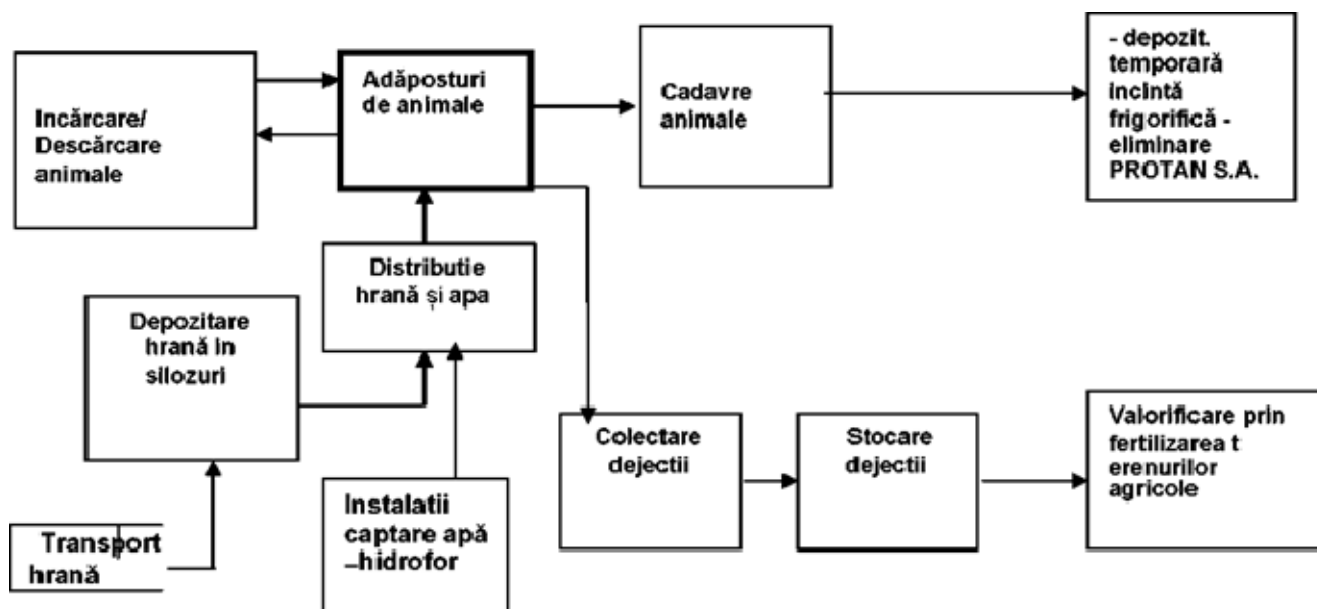 Incărcare/
Descărcare
animale
Adăposturi
de animale
Cadavre
animale
- depozit.
temporară
incintă
frigorifică -
eliminare
PROTAN S.A.
Distributie
hrană și apa
Depozitare
hrană in
silozuri
Transport
hrană
Instalatii
captare apă
–hidrofor
Colectare
dejectii
Stocare
dejectii
Valorificare prin
fertilizarea t
erenurilor
agricole